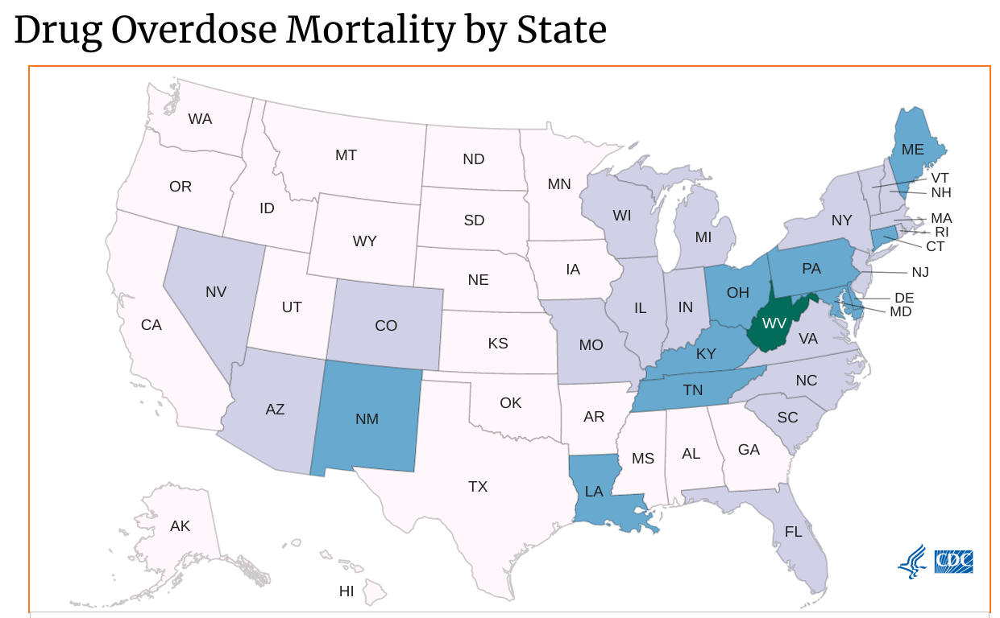 Drug Overdose Mortality by State
WA
MT
ND
MN
ME
VT
NH
OR
ID
SD
WI
NY
MA
RI
CT
WY
MI
IA
PA
NJ
NE
NV
UT
IL
IN
OH
DE
MD
CA
CO
KS
MO
WV
VA
KY
NC
AZ
NM
OK
AR
TN
SC
MS
AL
GA
TX
LA
AK
FL
HI
CDC